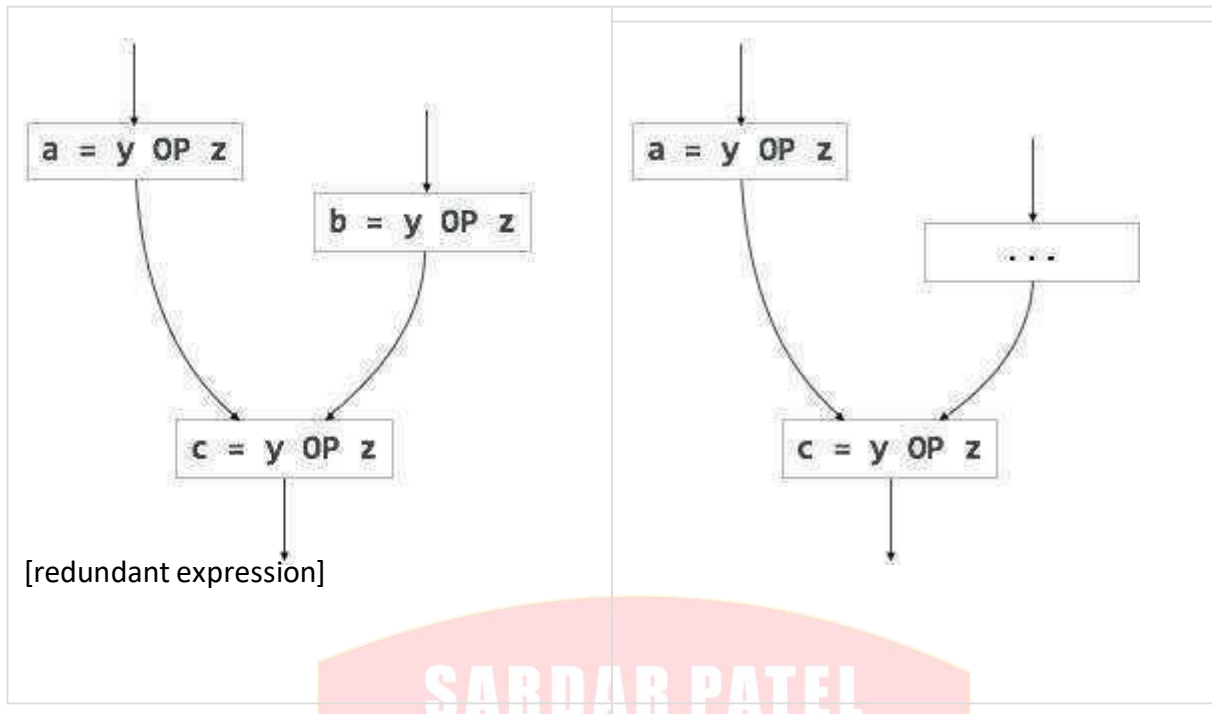 a = y OP z
b = y OP z
c = y OP z
[redundant expression]
a = y OP z
...
c = y OP z
SARDAR PATEL